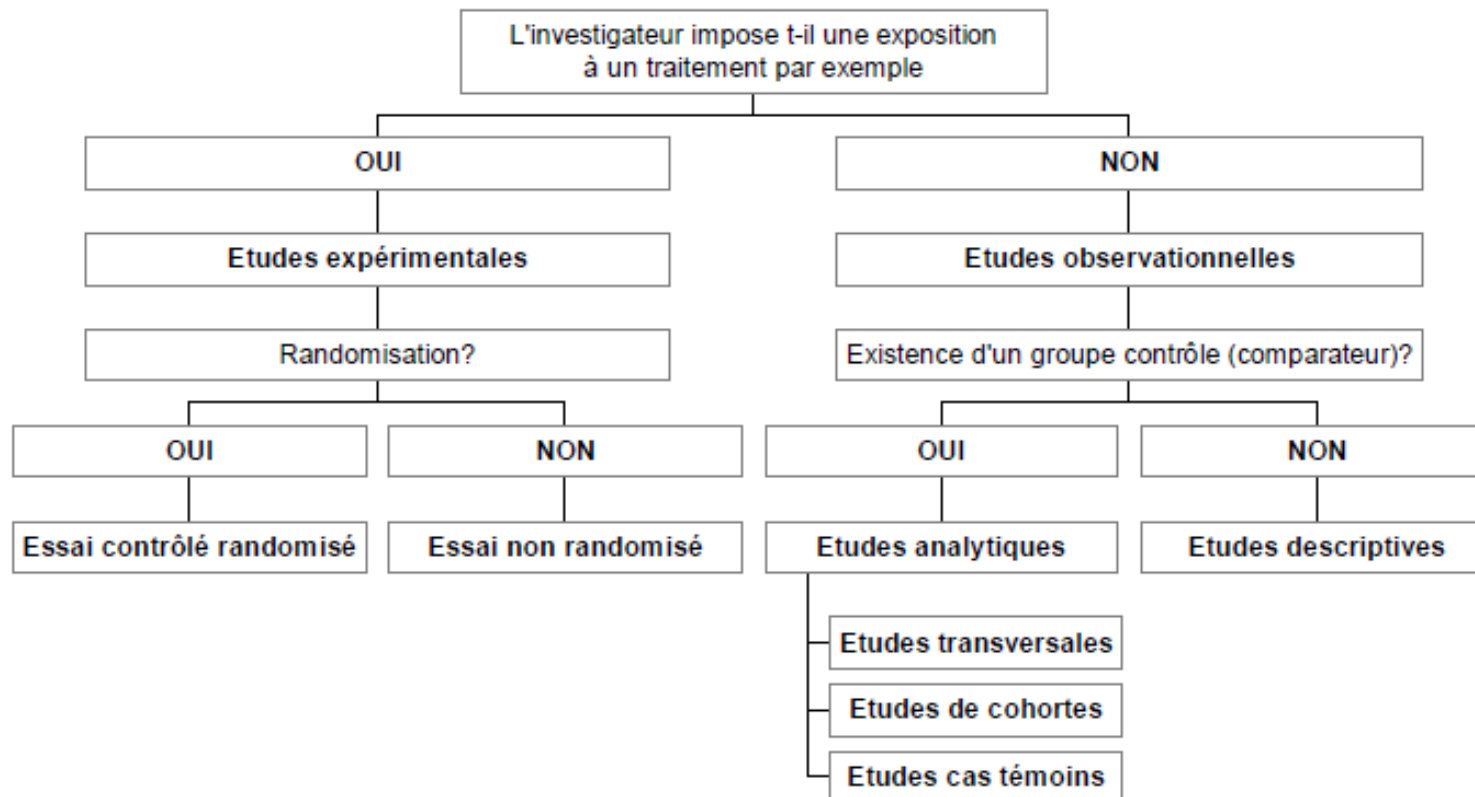 L'investigateur impose t-il une exposition
à un traitement par exemple
OUI
NON
Etudes expérimentales
Etudes observationnelles
Randomisation?
Existence d'un groupe contrôle (comparateur)?
OUI
NON
OUI
NON
Essai contrôlé randomisé
Essai non randomisé
Etudes analytiques
Etudes descriptives
Etudes transversales
Etudes de cohortes
Etudes cas témoins